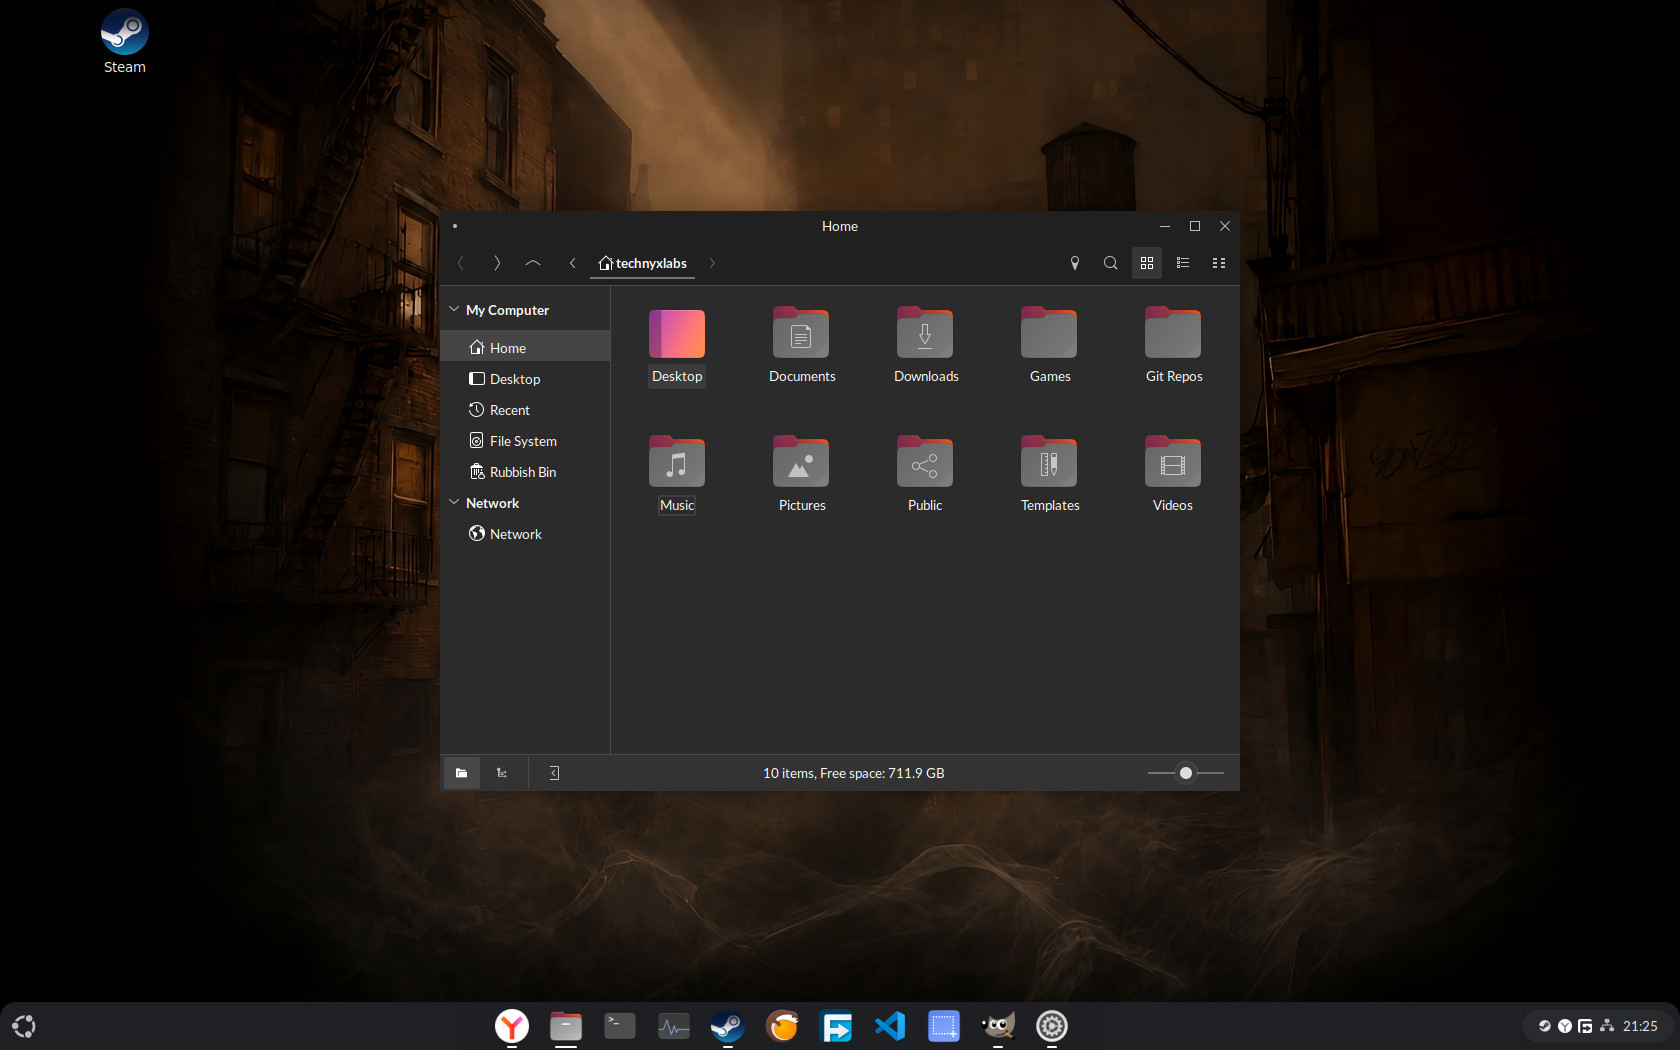 Steam
Home
technyxlabs
My Computer
Home
Desktop
Recent
File System
Rubbish Bin
Network
Network
Desktop
Documents
Downloads
Games
Git Repos
Music
Pictures
Public
Templates
Videos
10 items, Free space: 711.9 GB
21:25